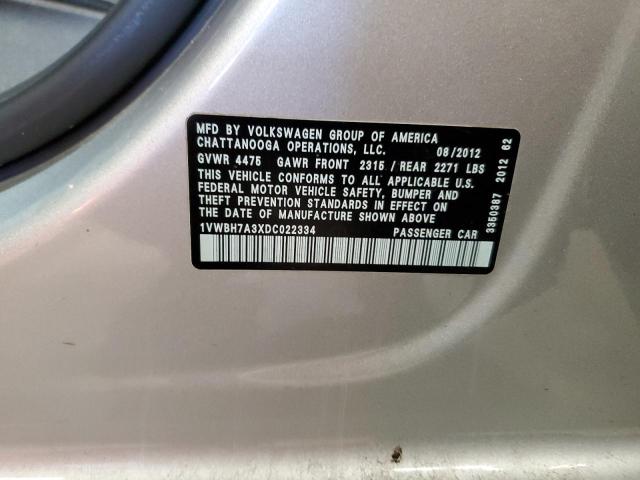 MFD BY VOLKSWAGEN GROUP OF AMERICA
CHATTANOOGA OPERATIONS, LLC. 08/2012
GVWR 4475 GAWR FRONT 2315 / REAR 2271 LBS
THIS VEHICLE CONFORMS TO ALL APPLICABLE U.S.
FEDERAL MOTOR VEHICLE SAFETY, BUMPER AND
THEFT PREVENTION STANDARDS IN EFFECT ON
THE DATE OF MANUFACTURE SHOWN ABOVE
1VWBH7A3XDC022334 PASSENGER CAR
3350387 2012 62